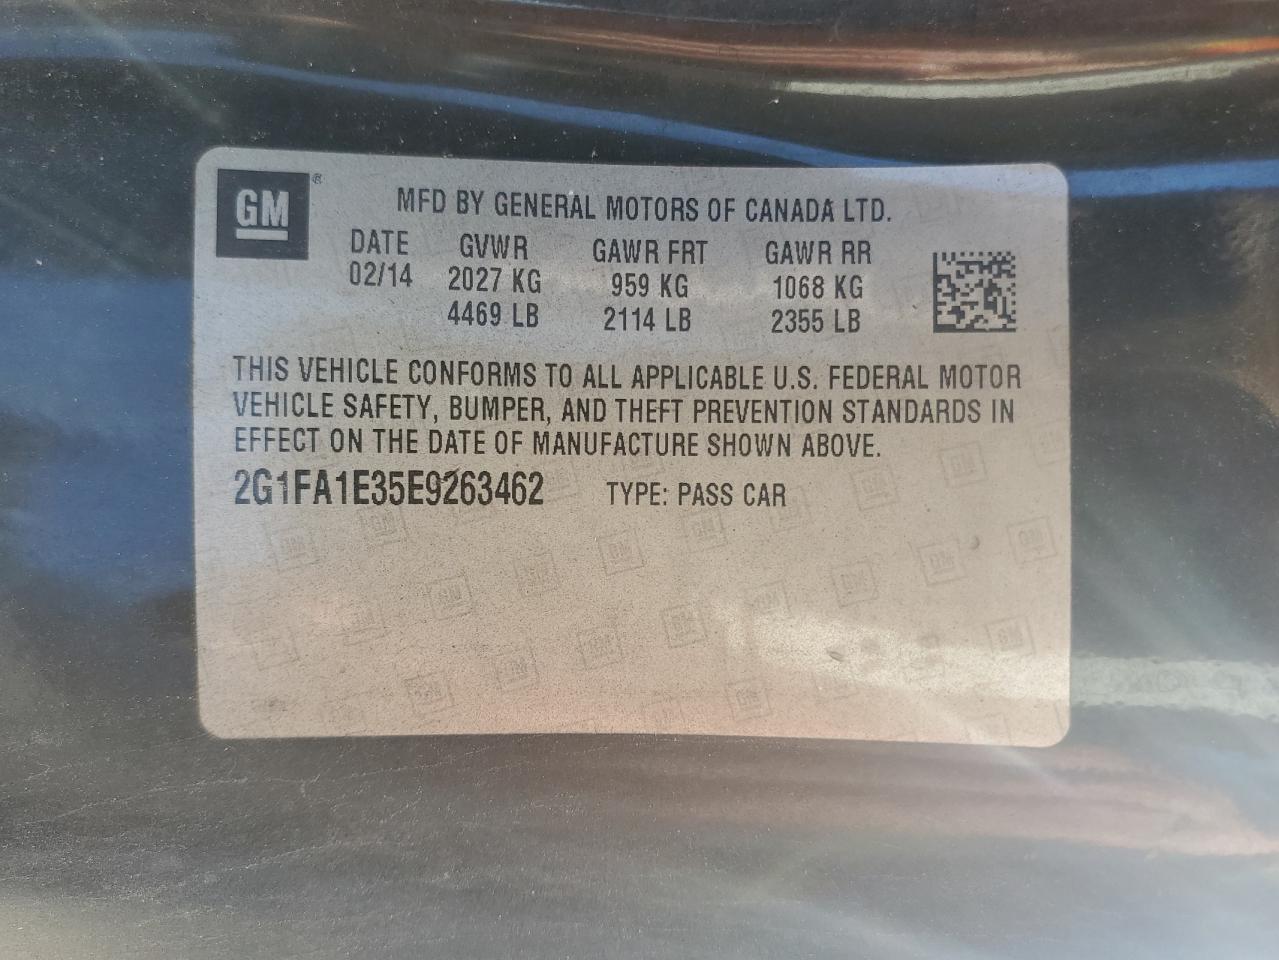 GM®
MFD BY GENERAL MOTORS OF CANADA LTD.
DATE GVWR GAWR FRT GAWR RR
02/14 2027 KG 959 KG 1068 KG
4469 LB 2114 LB 2355 LB
THIS VEHICLE CONFORMS TO ALL APPLICABLE U.S. FEDERAL MOTOR
VEHICLE SAFETY, BUMPER, AND THEFT PREVENTION STANDARDS IN
EFFECT ON THE DATE OF MANUFACTURE SHOWN ABOVE.
2G1FA1E35E9263462 TYPE: PASS CAR